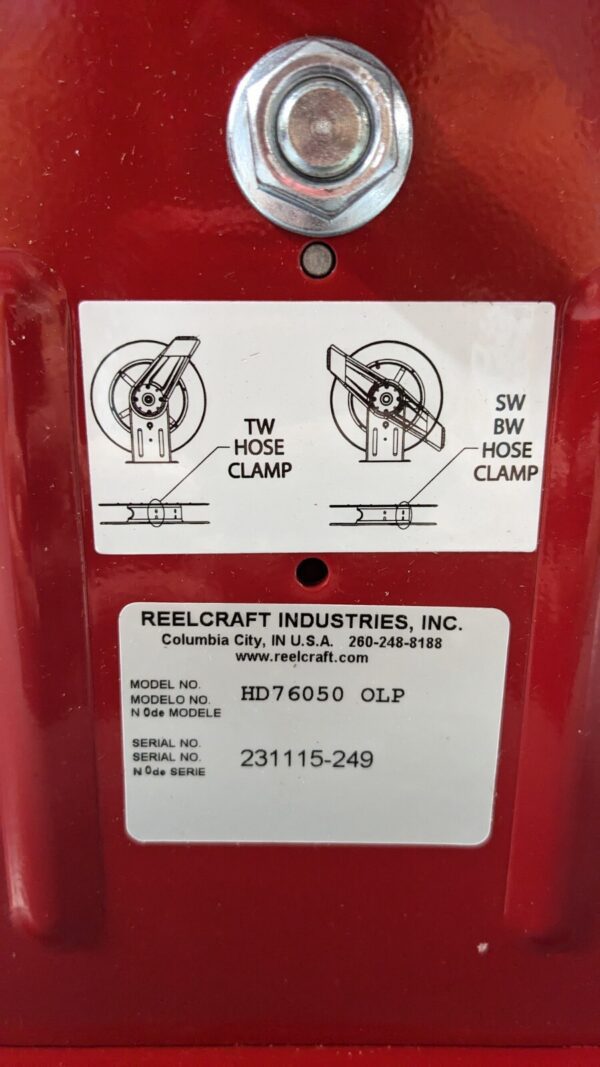 TW
HOSE
CLAMP
SW
BW
HOSE
CLAMP
REELCRAFT INDUSTRIES, INC.
Columbia City, IN U.S.A. 260-248-8188
www.reelcraft.com
MODEL NO.
MODELO NO.
N 0de MODELE
HD76050 OLP
SERIAL NO.
SERIAL NO.
N 0de SERIE
231115-249